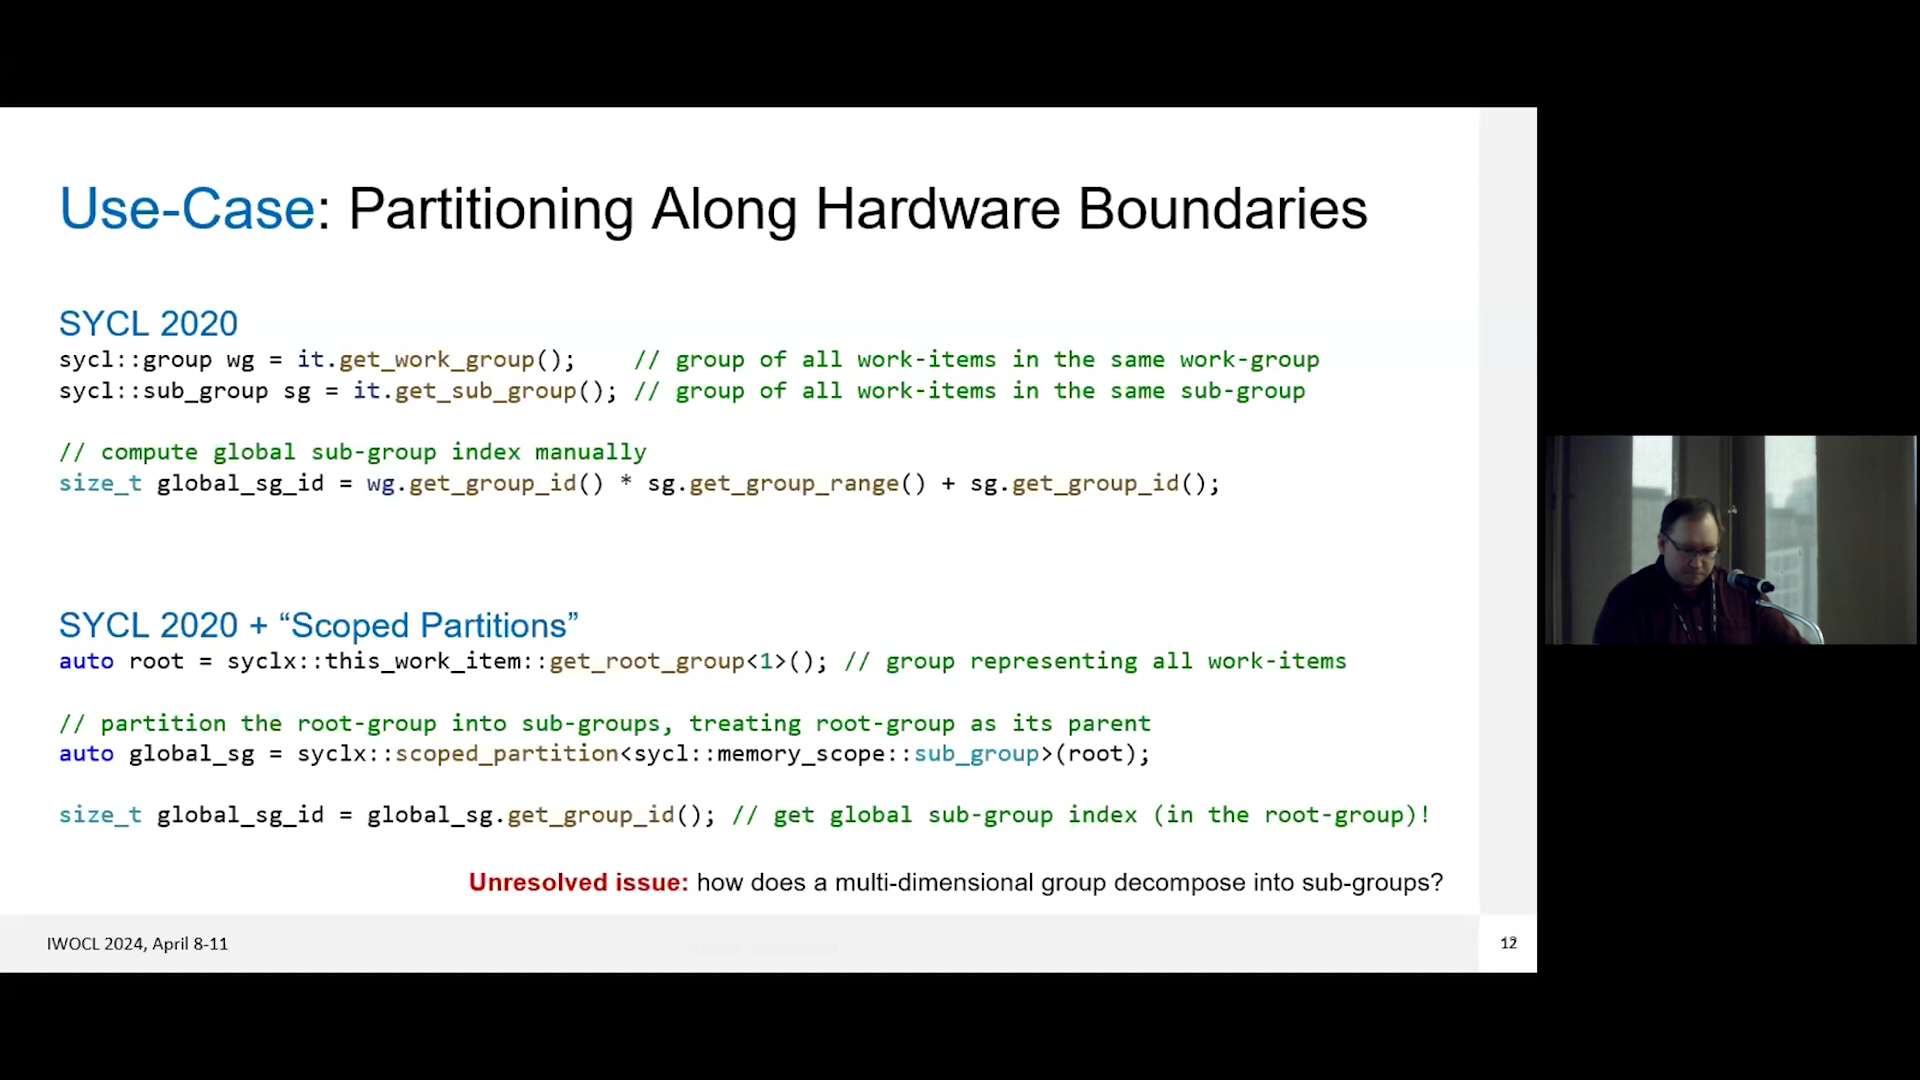 Use-Case: Partitioning Along Hardware Boundaries
SYCL 2020
sycl::group wg = it.get_work_group();    // group of all work-items in the same work-group
sycl::sub_group sg = it.get_sub_group(); // group of all work-items in the same sub-group
// compute global sub-group index manually
size_t global_sg_id = wg.get_group_id() * sg.get_group_range() + sg.get_group_id();
SYCL 2020 + “Scoped Partitions”
auto root = syclx::this_work_item::get_root_group<1>(); // group representing all work-items
// partition the root-group into sub-groups, treating root-group as its parent
auto global_sg = syclx::scoped_partition<sycl::memory_scope::sub_group>(root);
size_t global_sg_id = global_sg.get_group_id(); // get global sub-group index (in the root-group)!
Unresolved issue: how does a multi-dimensional group decompose into sub-groups?
IWOCL 2024, April 8-11
12